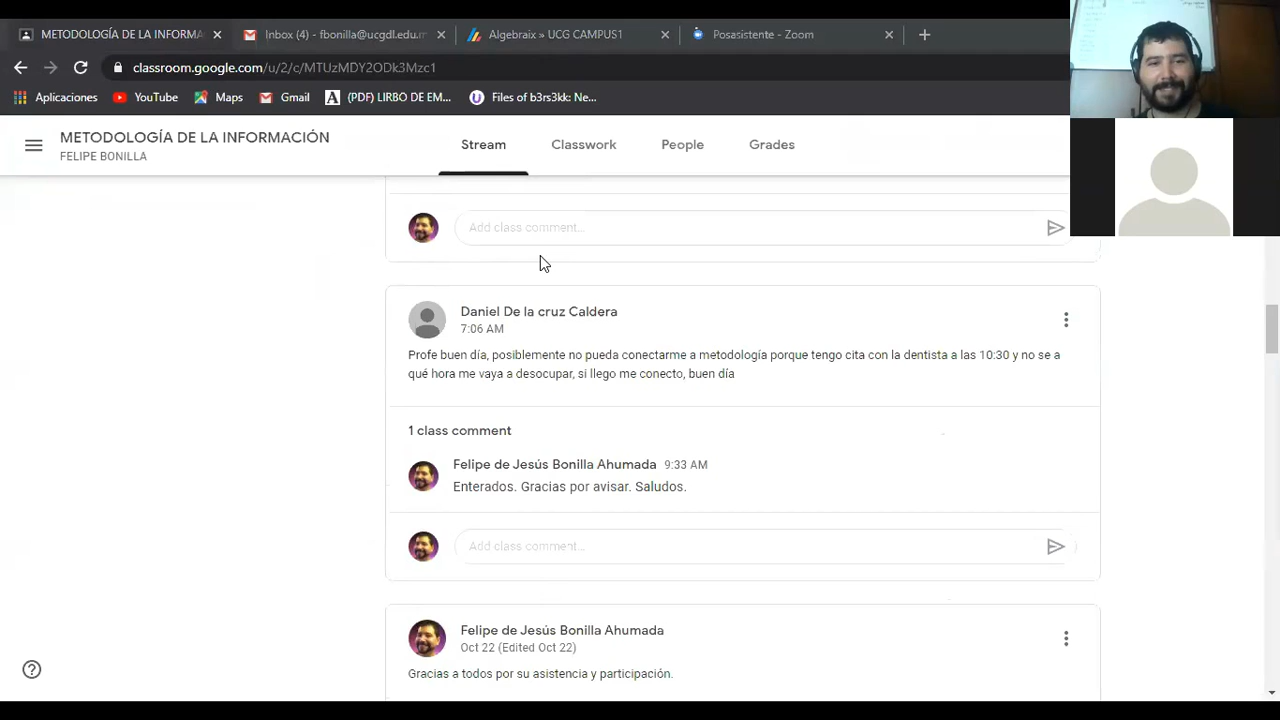 METODOLOGÍA DE LA INFORMA
Inbox (4) - fbonilla@ucgdl.edu.m
Algebraix » UCG CAMPUS1
Posasistente - Zoom
classroom.google.com/u/2/c/MTUzMDY2NTk3Mzc1
Aplicaciones
YouTube
Maps
Gmail
(PDF) LIRBO DE EM...
Files of b3rs3kk: Ne...
METODOLOGÍA DE LA INFORMACIÓN
FELIPE BONILLA
Stream
Classwork
People
Grades
Add class comment...
Daniel De la cruz Caldera
7:06 AM
Profe buen día, posiblemente no pueda conectarme a metodología porque tengo cita con la dentista a las 10:30 y no se a
qué hora me vaya a desocupar, si llego me conecto, buen día
1 class comment
Felipe de Jesús Bonilla Ahumada 9:33 AM
Enterados. Gracias por avisar. Saludos.
Add class comment...
Felipe de Jesús Bonilla Ahumada
Oct 22 (Edited Oct 22)
Gracias a todos por su asistencia y participación.